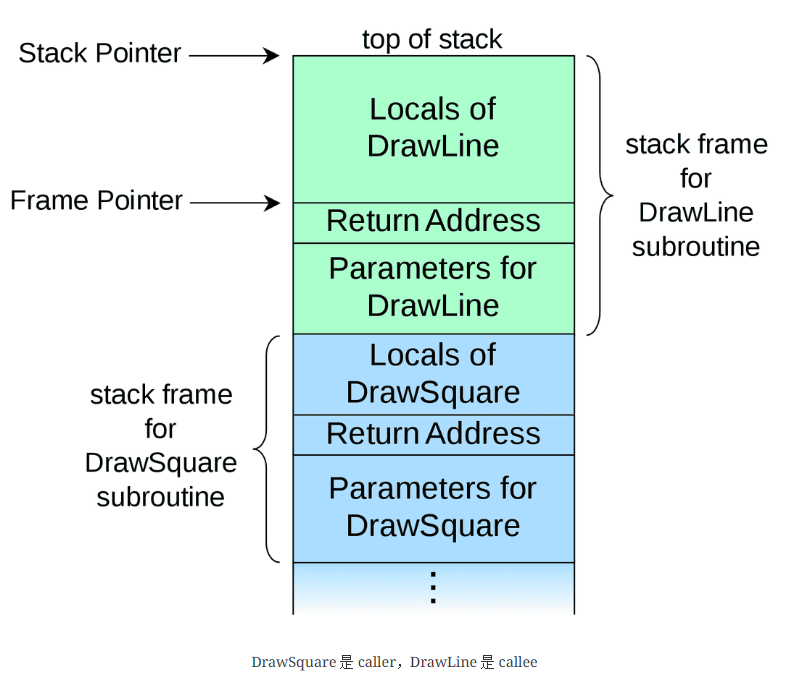 top of stack
Stack Pointer
Locals of
DrawLine
stack frame
for
DrawLine
subroutine
Frame Pointer
Return Address
Parameters for
DrawLine
Locals of
DrawSquare
stack frame
for
DrawSquare
subroutine
Return Address
Parameters for
DrawSquare
⋮
DrawSquare 是 caller，DrawLine 是 callee